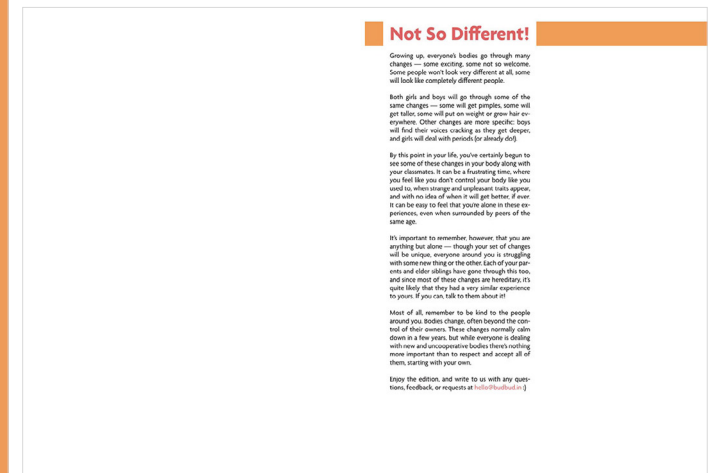 Not So Different!
Growing up, everyone's bodies go through many
changes — some exciting, some not so welcome.
Some people won't look very different at all, some
will look like completely different people.
Both girls and boys will go through some of the
same changes — some will get pimples, some will
get taller, some will put on weight or grow hair ev-
erywhere. Other changes are more specific: boys
will find their voices cracking as they get deeper,
and girls will deal with periods (or already do!).
By this point in your life, you've certainly begun to
see some of these changes in your body along with
your classmates. It can be a frustrating time, where
you feel like you don't control your body like you
used to, when strange and unpleasant traits appear,
and with no idea of when it will get better, if ever.
It can be easy to feel that you're alone in these ex-
periences, even when surrounded by peers of the
same age.
It's important to remember, however, that you are
anything but alone — though your set of changes
will be unique, everyone around you is struggling
with some new thing or the other. Each of your par-
ents and elder siblings have gone through this too,
and since most of these changes are hereditary, it's
quite likely that they had a very similar experience
to yours. If you can, talk to them about it!
Most of all, remember to be kind to the people
around you. Bodies change, often beyond the con-
trol of their owners. These changes normally calm
down in a few years, but while everyone is dealing
with new and uncooperative bodies there's nothing
more important than to respect and accept all of
them, starting with your own.
Enjoy the edition, and write to us with any ques-
tions, feedback, or requests at hello@budbud.in :)